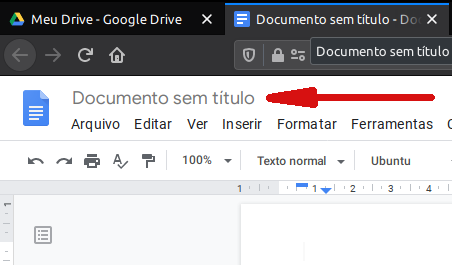 Meu Drive - Google Drive
Documento sem título - Do
Documento sem título
Documento sem título
Arquivo Editar Ver Inserir Formatar Ferramentas
100% Texto normal Ubuntu
1 1 2 3 4